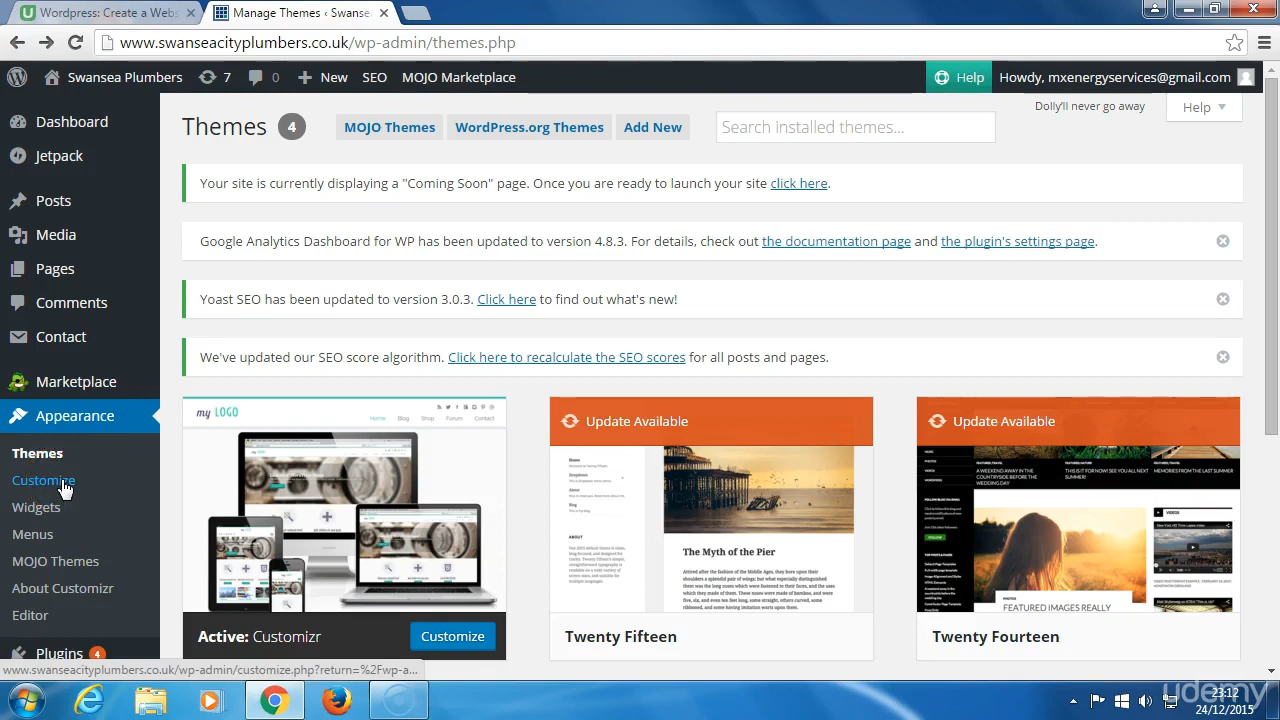 Wordpress: Create a Webs
Manage Themes ‹ Swanse
www.swanseacityplumbers.co.uk/wp-admin/themes.php
Swansea Plumbers 7 0 New SEO MOJO Marketplace Help Howdy, mxenergyservices@gmail.com
Dolly'll never go away
Help
Themes 4 MOJO Themes WordPress.org Themes Add New Search installed themes...
Dashboard
Jetpack
Posts
Media
Pages
Comments
Contact
Marketplace
Appearance
Themes
Customize
Widgets
Menus
Mojo Themes
Editor
Plugins 4
Your site is currently displaying a "Coming Soon" page. Once you are ready to launch your site click here.
Google Analytics Dashboard for WP has been updated to version 4.8.3. For details, check out the documentation page and the plugin's settings page.
Yoast SEO has been updated to version 3.0.3. Click here to find out what's new!
We've updated our SEO score algorithm. Click here to recalculate the SEO scores for all posts and pages.
my LOGO
Home Blog Shop Forum Contact
Active: Customizr Customize
Update Available
The Myth of the Pier
Twenty Fifteen
Update Available
FEATURED IMAGES REALLY
Twenty Fourteen
www.swanseacityplumbers.co.uk/wp-admin/customize.php?return=%2Fwp-a...
udemy
23:12
24/12/2015